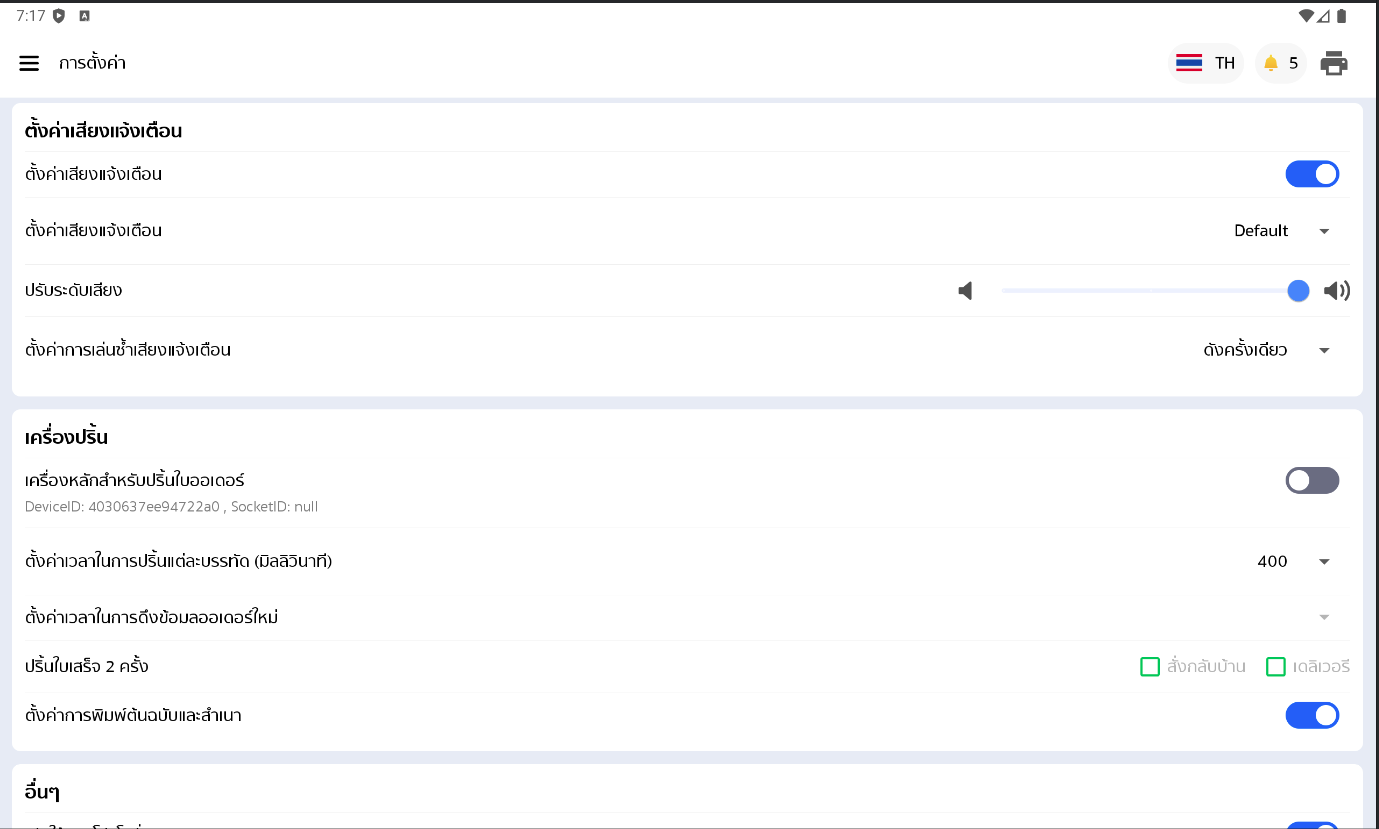 7:17
การตั้งค่า
TH
5
ตั้งค่าเสียงแจ้งเตือน
ตั้งค่าเสียงแจ้งเตือน
ตั้งค่าเสียงแจ้งเตือน Default
ปรับระดับเสียง
ตั้งค่าการเล่นซ้ำเสียงแจ้งเตือน ดังครั้งเดียว
เครื่องปริ้น
เครื่องหลักสำหรับปริ้นใบออเดอร์
DeviceID: 4030637ee94722a0 , SocketID: null
ตั้งค่าเวลาในการปริ้นแต่ละบรรทัด (มิลลิวินาที) 400
ตั้งค่าเวลาในการดึงข้อมูลออเดอร์ใหม่
ปริ้นใบเสร็จ 2 ครั้ง สั่งกลับบ้าน เดลิเวอรี
ตั้งค่าการพิมพ์ต้นฉบับและสำเนา
อื่นๆ